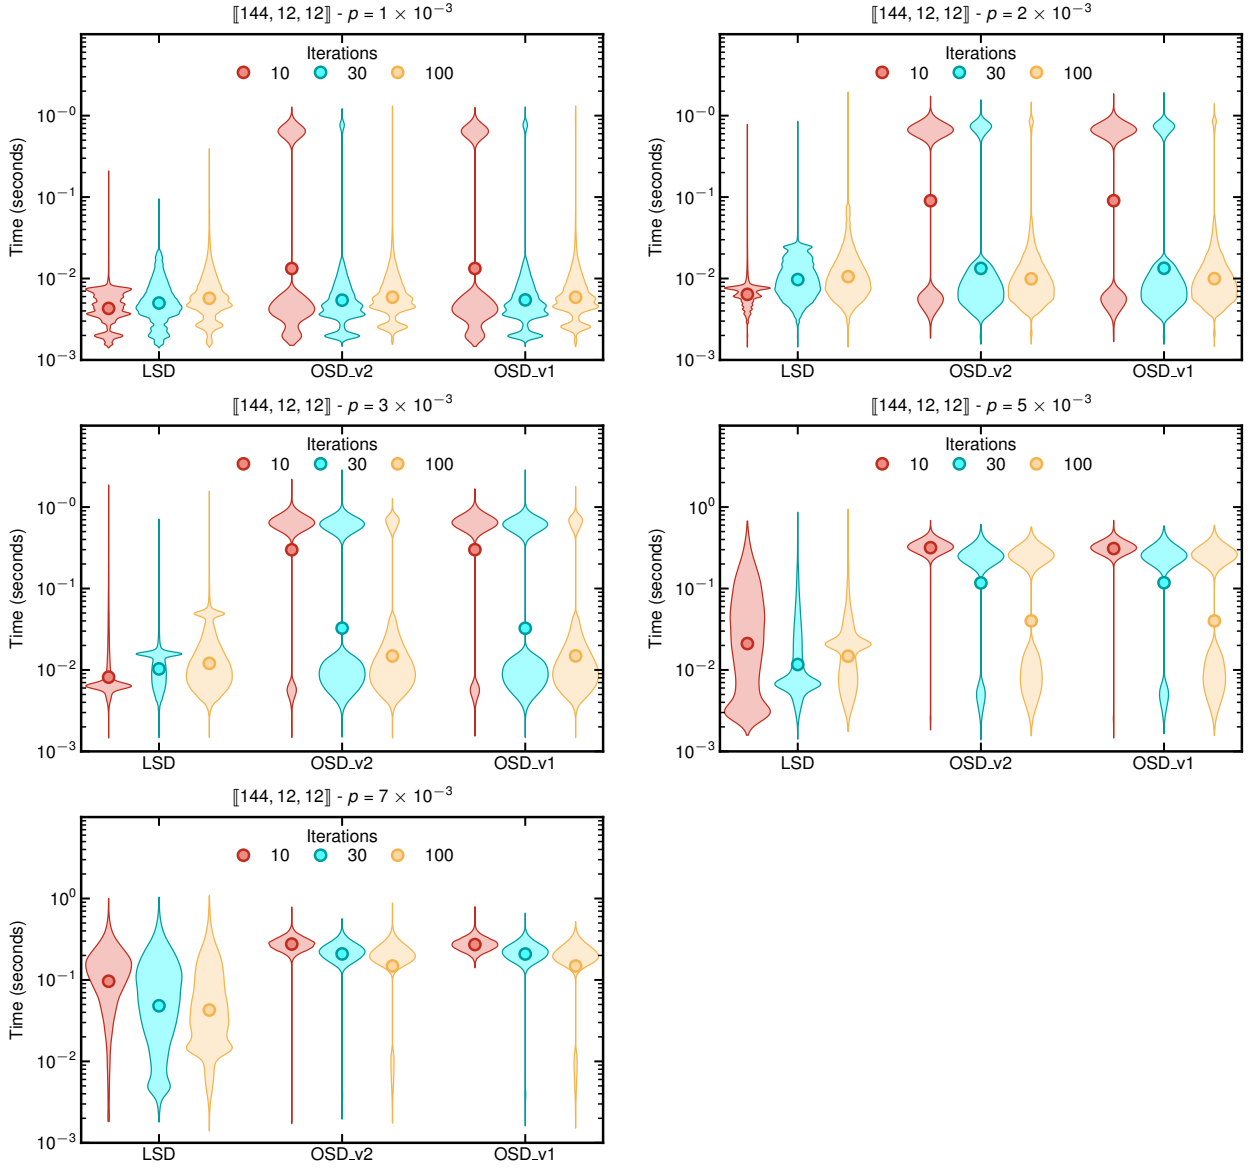 ⟦144, 12, 12⟧ - p = 1 × 10⁻³
Iterations
10 30 100
Time (seconds)
10⁻⁰
10⁻¹
10⁻²
10⁻³
LSD OSD_v2 OSD_v1
⟦144, 12, 12⟧ - p = 2 × 10⁻³
Iterations
10 30 100
Time (seconds)
10⁻⁰
10⁻¹
10⁻²
10⁻³
LSD OSD_v2 OSD_v1
⟦144, 12, 12⟧ - p = 3 × 10⁻³
Iterations
10 30 100
Time (seconds)
10⁻⁰
10⁻¹
10⁻²
10⁻³
LSD OSD_v2 OSD_v1
⟦144, 12, 12⟧ - p = 5 × 10⁻³
Iterations
10 30 100
Time (seconds)
10⁰
10⁻¹
10⁻²
10⁻³
LSD OSD_v2 OSD_v1
⟦144, 12, 12⟧ - p = 7 × 10⁻³
Iterations
10 30 100
Time (seconds)
10⁰
10⁻¹
10⁻²
10⁻³
LSD OSD_v2 OSD_v1